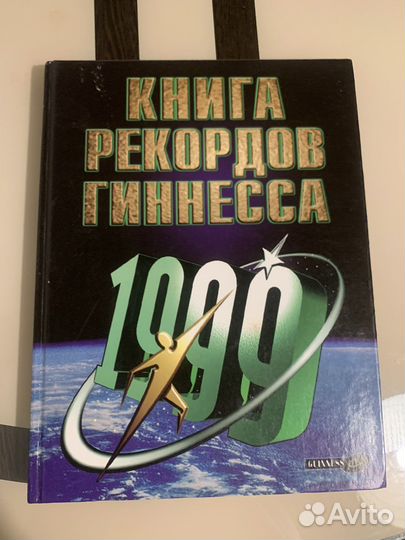 КНИГА
РЕКОРДОВ
ГИННЕССА
1999
GUINNESS
Avito